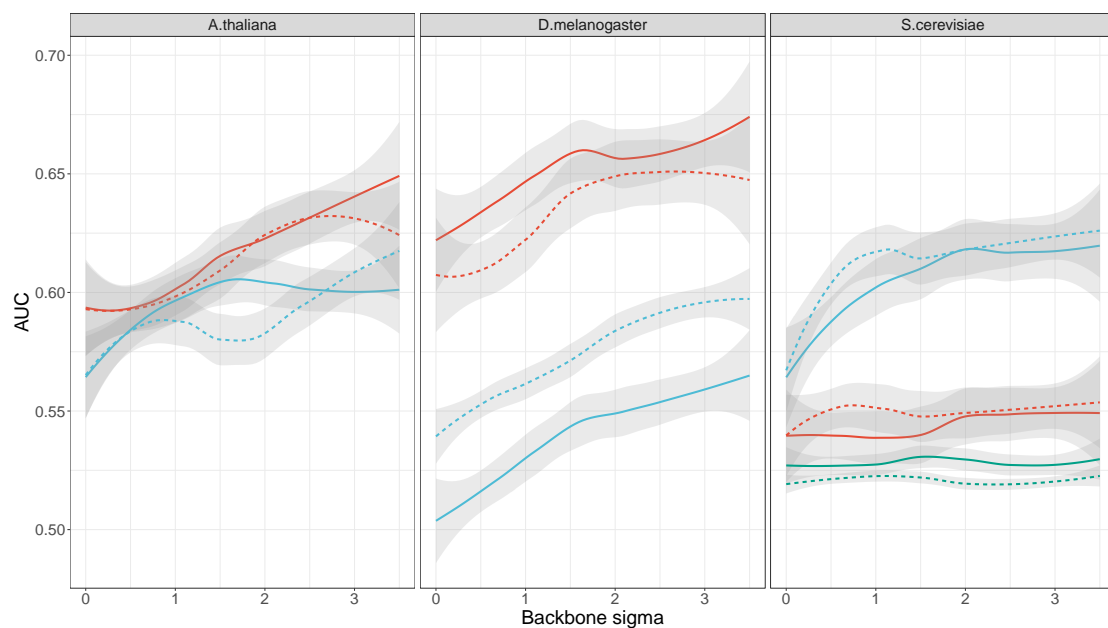 A.thaliana
D.melanogaster
S.cerevisiae
AUC
0.70
0.65
0.60
0.55
0.50
0 1 2 3
0 1 2 3
0 1 2 3
Backbone sigma